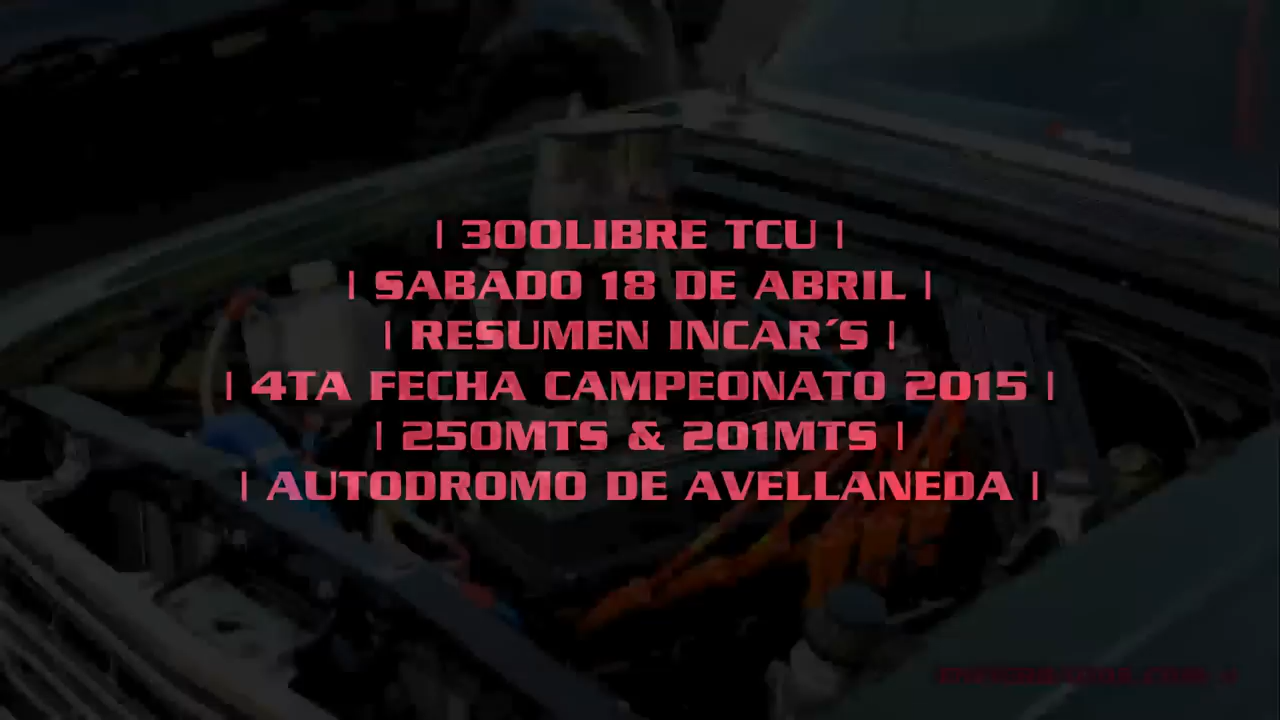 | 300LIBRE TCU |
| SABADO 18 DE ABRIL |
| RESUMEN INCAR´S |
| 4TA FECHA CAMPEONATO 2015 |
| 250MTS & 201MTS |
| AUTODROMO DE AVELLANEDA |